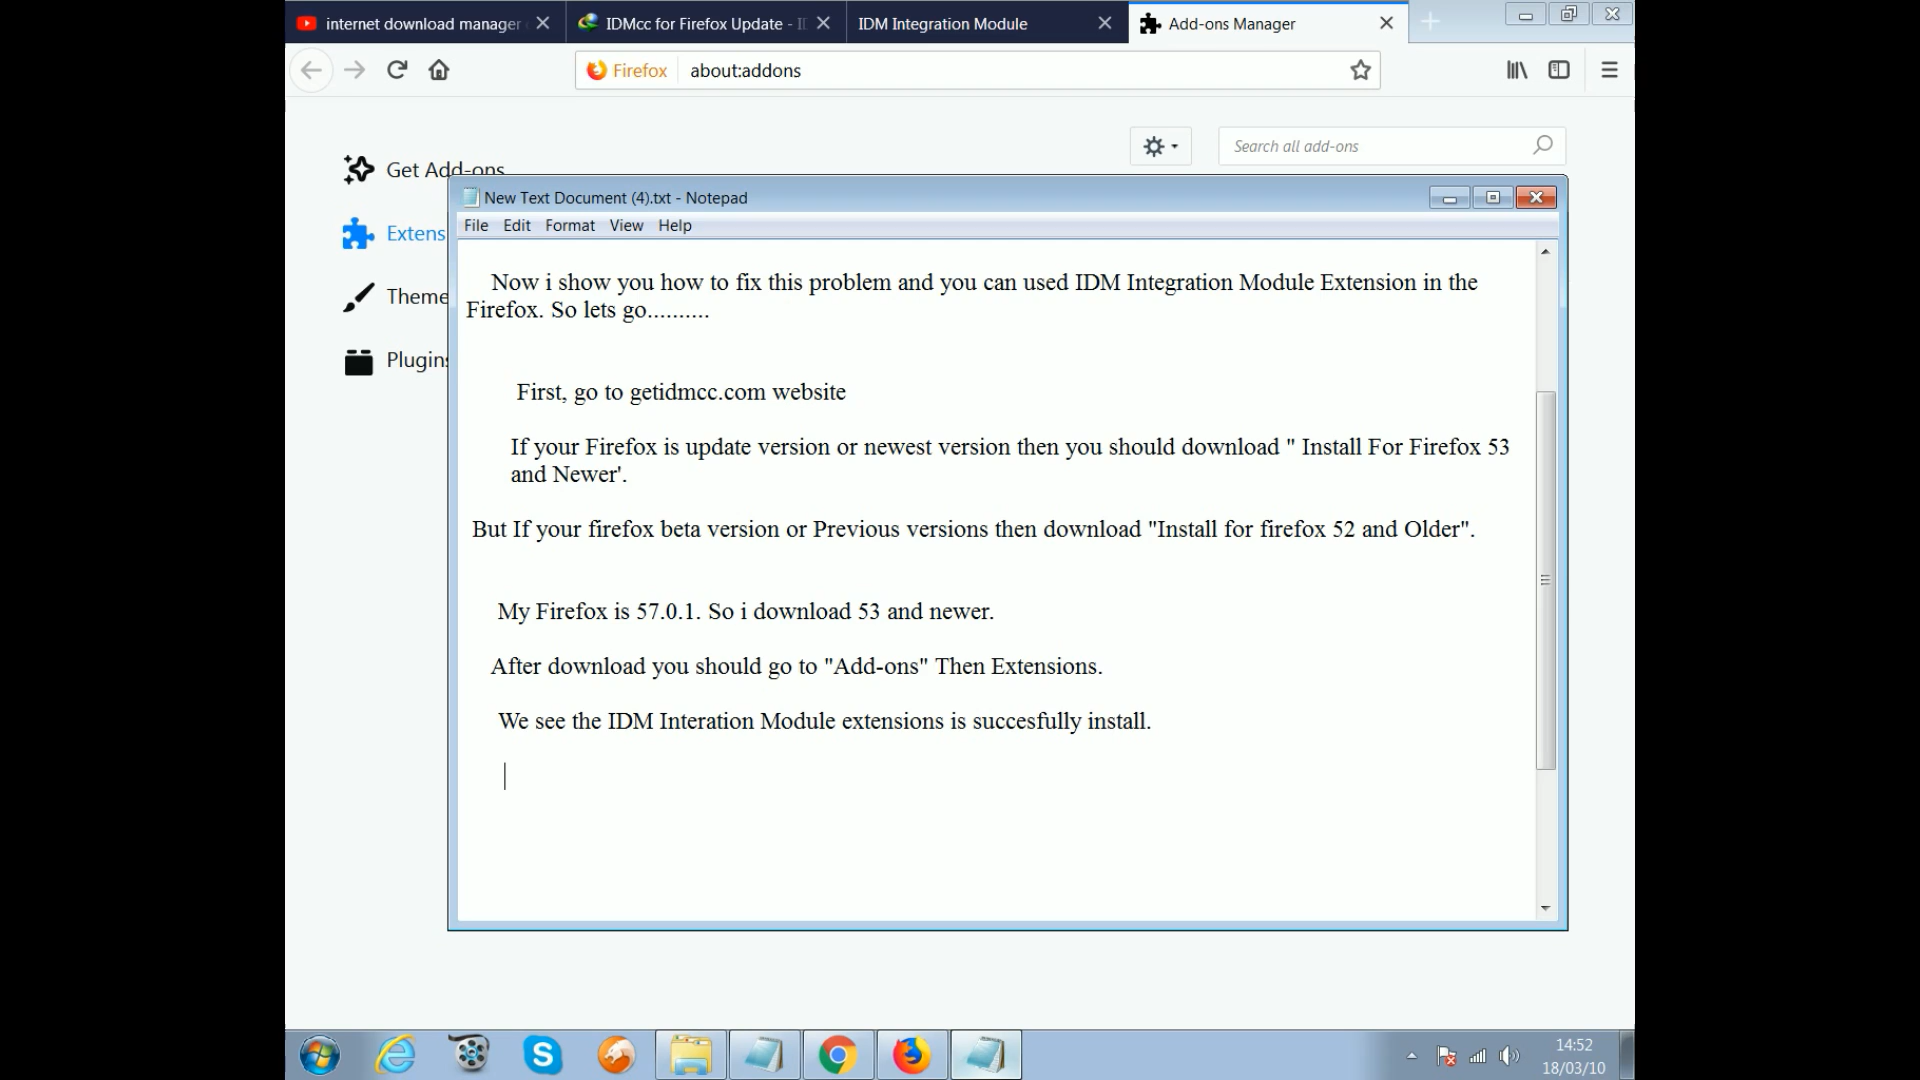 internet download manager
IDMcc for Firefox Update - I
IDM Integration Module
Add-ons Manager
Firefox
about:addons
Search all add-ons
Get Add-ons
Extens
Theme
Plugins
New Text Document (4).txt - Notepad
File Edit Format View Help
Now i show you how to fix this problem and you can used IDM Integration Module Extension in the
Firefox. So lets go..........
First, go to getidmcc.com website
If your Firefox is update version or newest version then you should download " Install For Firefox 53
and Newer'.
But If your firefox beta version or Previous versions then download "Install for firefox 52 and Older".
My Firefox is 57.0.1. So i download 53 and newer.
After download you should go to "Add-ons" Then Extensions.
We see the IDM Interation Module extensions is succesfully install.
14:52
18/03/10